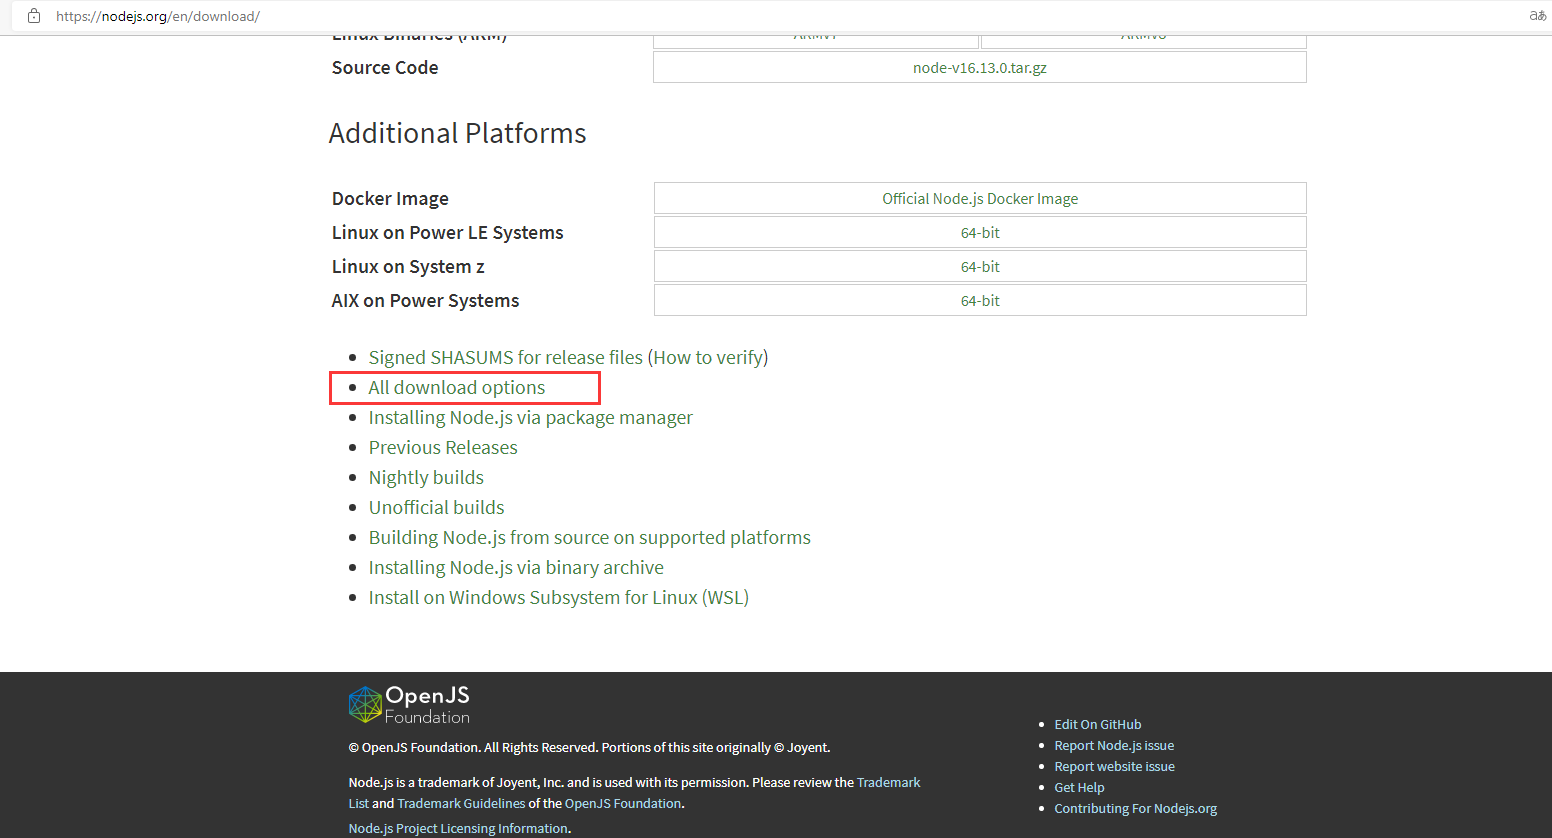 https://nodejs.org/en/download/
aあ
Linux Binaries (ARM) ARMv7 ARMv8
Source Code node-v16.13.0.tar.gz
Additional Platforms
Docker Image Official Node.js Docker Image
Linux on Power LE Systems 64-bit
Linux on System z 64-bit
AIX on Power Systems 64-bit
Signed SHASUMS for release files (How to verify)
All download options
Installing Node.js via package manager
Previous Releases
Nightly builds
Unofficial builds
Building Node.js from source on supported platforms
Installing Node.js via binary archive
Install on Windows Subsystem for Linux (WSL)
OpenJS
Foundation
© OpenJS Foundation. All Rights Reserved. Portions of this site originally © Joyent.
Node.js is a trademark of Joyent, Inc. and is used with its permission. Please review the Trademark
List and Trademark Guidelines of the OpenJS Foundation.
Node.js Project Licensing Information.
Edit On GitHub
Report Node.js issue
Report website issue
Get Help
Contributing For Nodejs.org